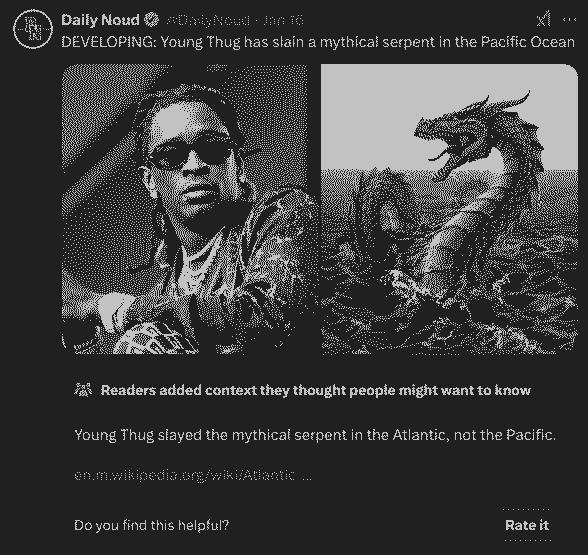 Daily Noud @DailyNoud · Jan 16
DEVELOPING: Young Thug has slain a mythical serpent in the Pacific Ocean
Readers added context they thought people might want to know
Young Thug slayed the mythical serpent in the Atlantic, not the Pacific.
en.m.wikipedia.org/wiki/Atlantic ...
Do you find this helpful?
Rate it